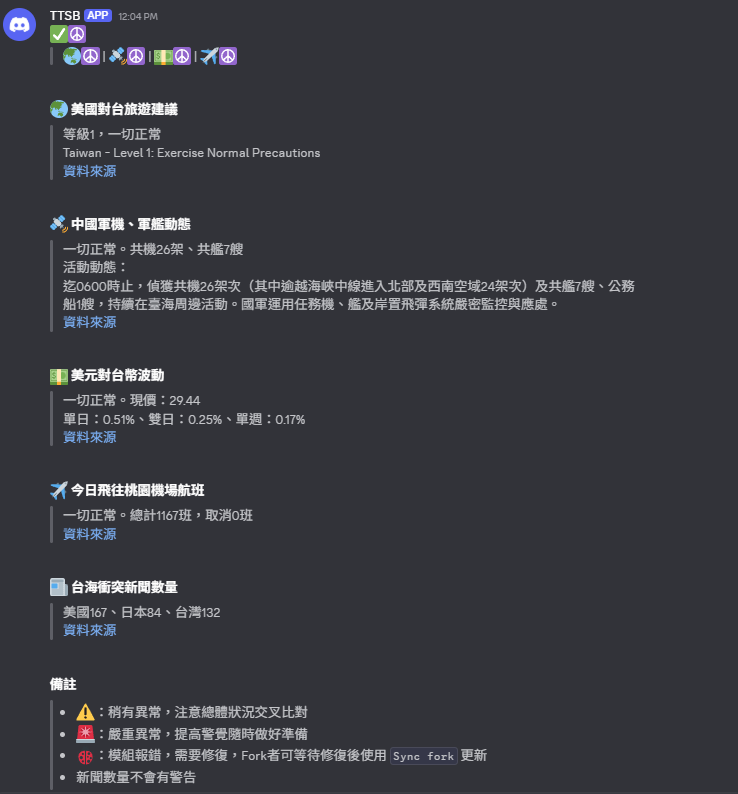 TTSB APP 12:04 PM
| | |
美國對台旅遊建議
等級1，一切正常
Taiwan - Level 1: Exercise Normal Precautions
資料來源
中國軍機、軍艦動態
一切正常。共機26架、共艦7艘
活動動態：
迄0600時止，偵獲共機26架次（其中逾越海峽中線進入北部及西南空域24架次）及共艦7艘、公務
船1艘，持續在臺海周邊活動。國軍運用任務機、艦及岸置飛彈系統嚴密監控與應處。
資料來源
美元對台幣波動
一切正常。現價：29.44
單日：0.51%、雙日：0.25%、單週：0.17%
資料來源
今日飛往桃園機場航班
一切正常。總計1167班，取消0班
資料來源
台海衝突新聞數量
美國167、日本84、台灣132
資料來源
備註
• ⚠️：稍有異常，注意總體狀況交叉比對
• 🚨：嚴重異常，提高警覺隨時做好準備
• ：模組報錯，需要修復，Fork者可等待修復後使用 Sync fork 更新
• 新聞數量不會有警告